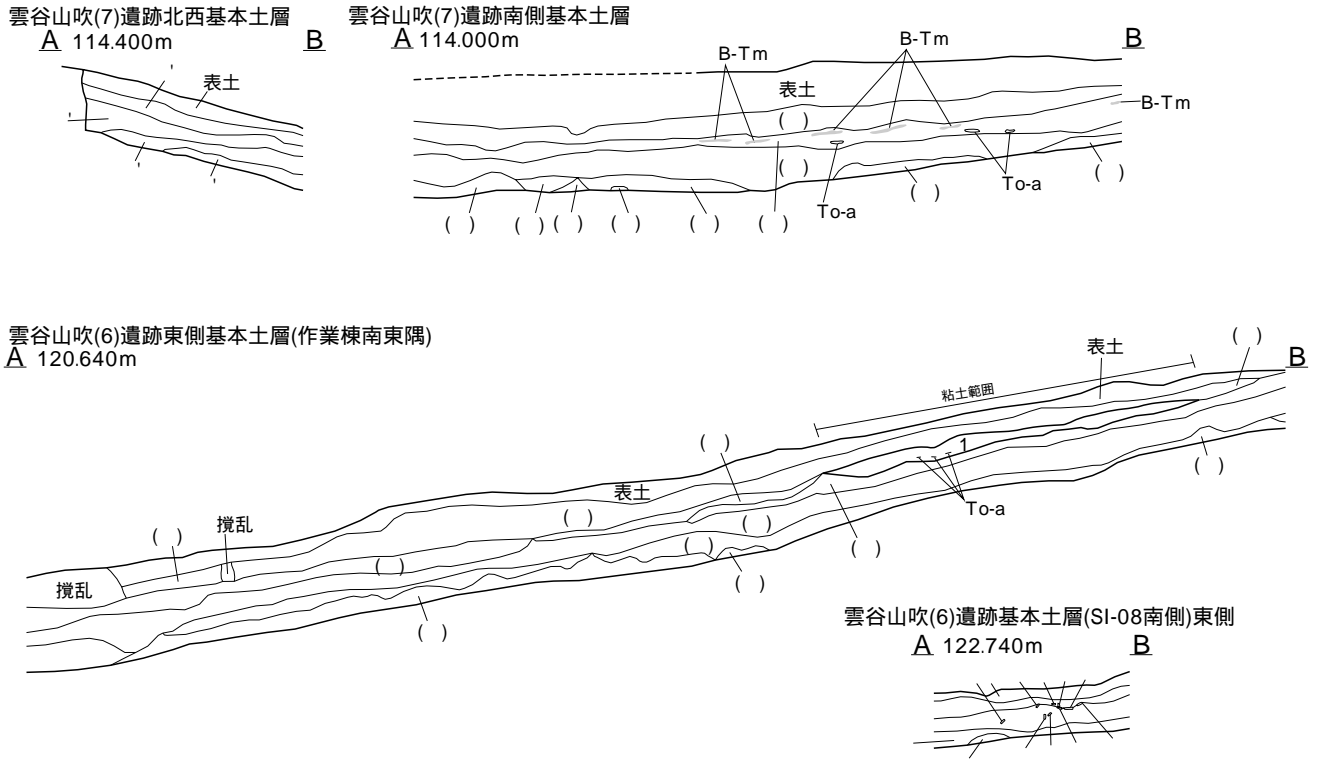 雲谷山吹(7)遺跡北西基本土層
A 114.400m B
'
表土
'
'
'
雲谷山吹(7)遺跡南側基本土層
A 114.000m B
B-Tm
B-Tm
表土
B-Tm
( )
( )
( ) ( ) ( ) ( ) ( ) ( ) To-a ( ) To-a ( )
雲谷山吹(6)遺跡東側基本土層(作業棟南東隅)
A 120.640m B
( )
表土
粘土範囲
( )
1
( )
表土
To-a
( )
( )
撹乱
( )
( )
( )
( )
( )
撹乱
( )
( )
雲谷山吹(6)遺跡基本土層(SI-08南側)東側
A 122.740m B